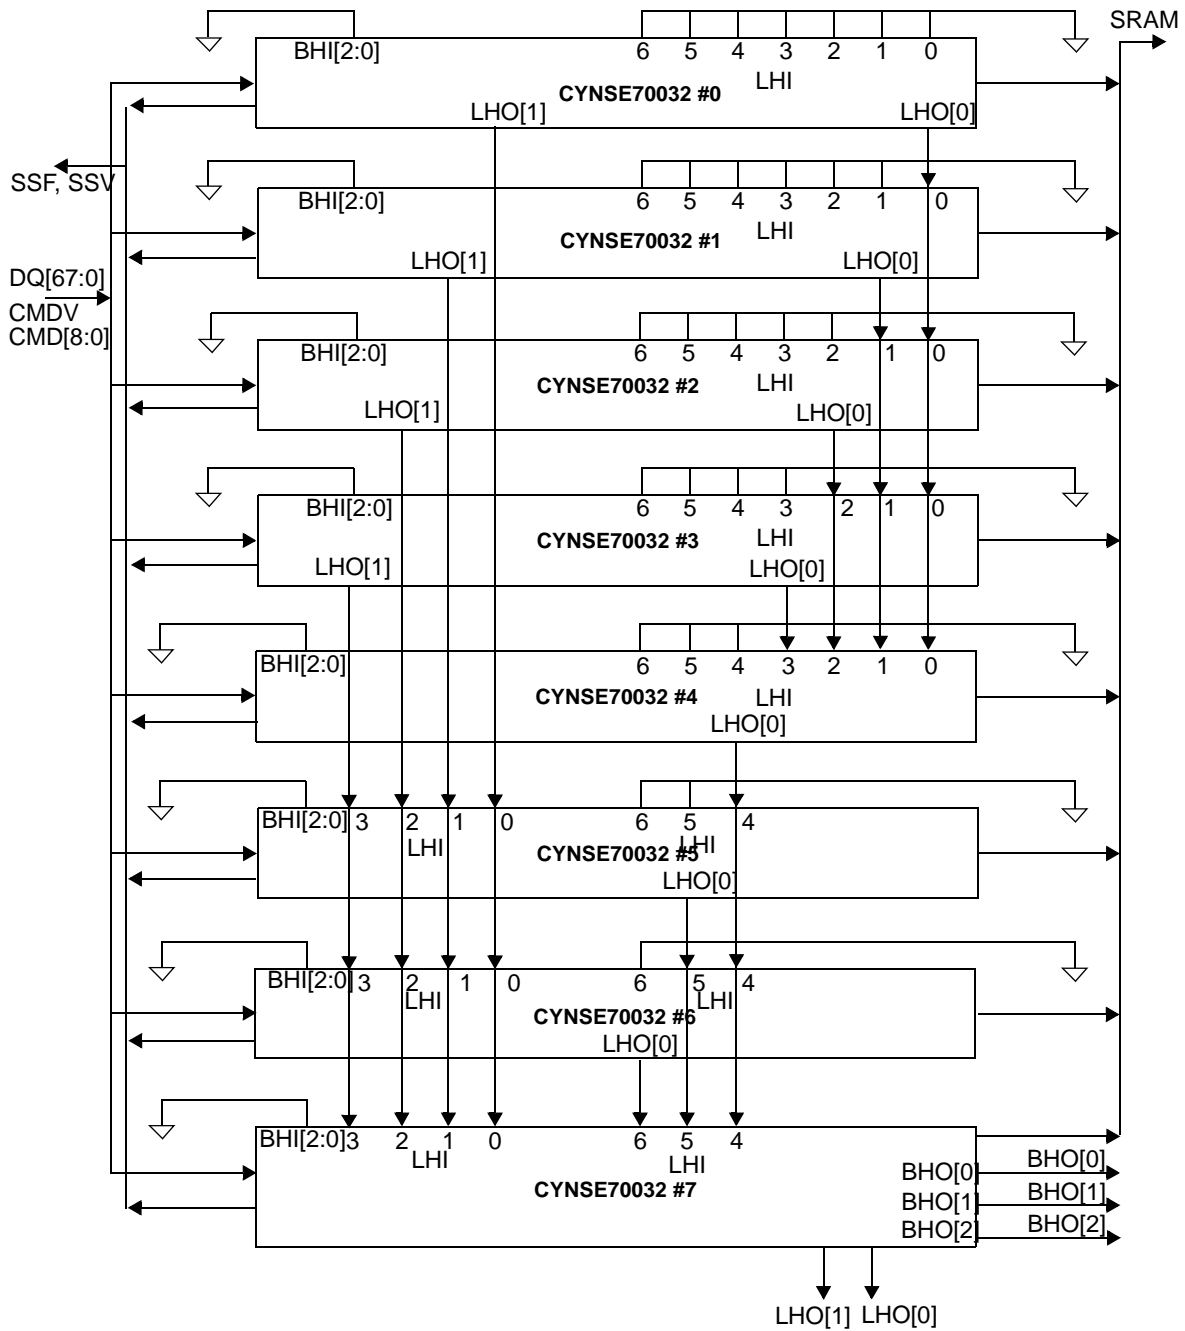 SRAM
BHI[2:0] 6 5 4 3 2 1 0
LHI
CYNSE70032 #0
LHO[1] LHO[0]
SSF, SSV
BHI[2:0] 6 5 4 3 2 1 0
LHI
CYNSE70032 #1
LHO[1] LHO[0]
DQ[67:0]
CMDV
CMD[8:0]
BHI[2:0] 6 5 4 3 2 1 0
LHI
CYNSE70032 #2
LHO[1] LHO[0]
BHI[2:0] 6 5 4 3 2 1 0
LHI
CYNSE70032 #3
LHO[1] LHO[0]
BHI[2:0] 6 5 4 3 2 1 0
LHI
CYNSE70032 #4
LHO[0]
BHI[2:0] 3 2 1 0 6 5 4
LHI LHI
CYNSE70032 #5
LHO[0]
BHI[2:0] 3 2 1 0 6 5 4
LHI LHI
CYNSE70032 #6
LHO[0]
BHI[2:0] 3 2 1 0 6 5 4
LHI LHI
CYNSE70032 #7
BHO[0] BHO[0]
BHO[1] BHO[1]
BHO[2] BHO[2]
LHO[1] LHO[0]